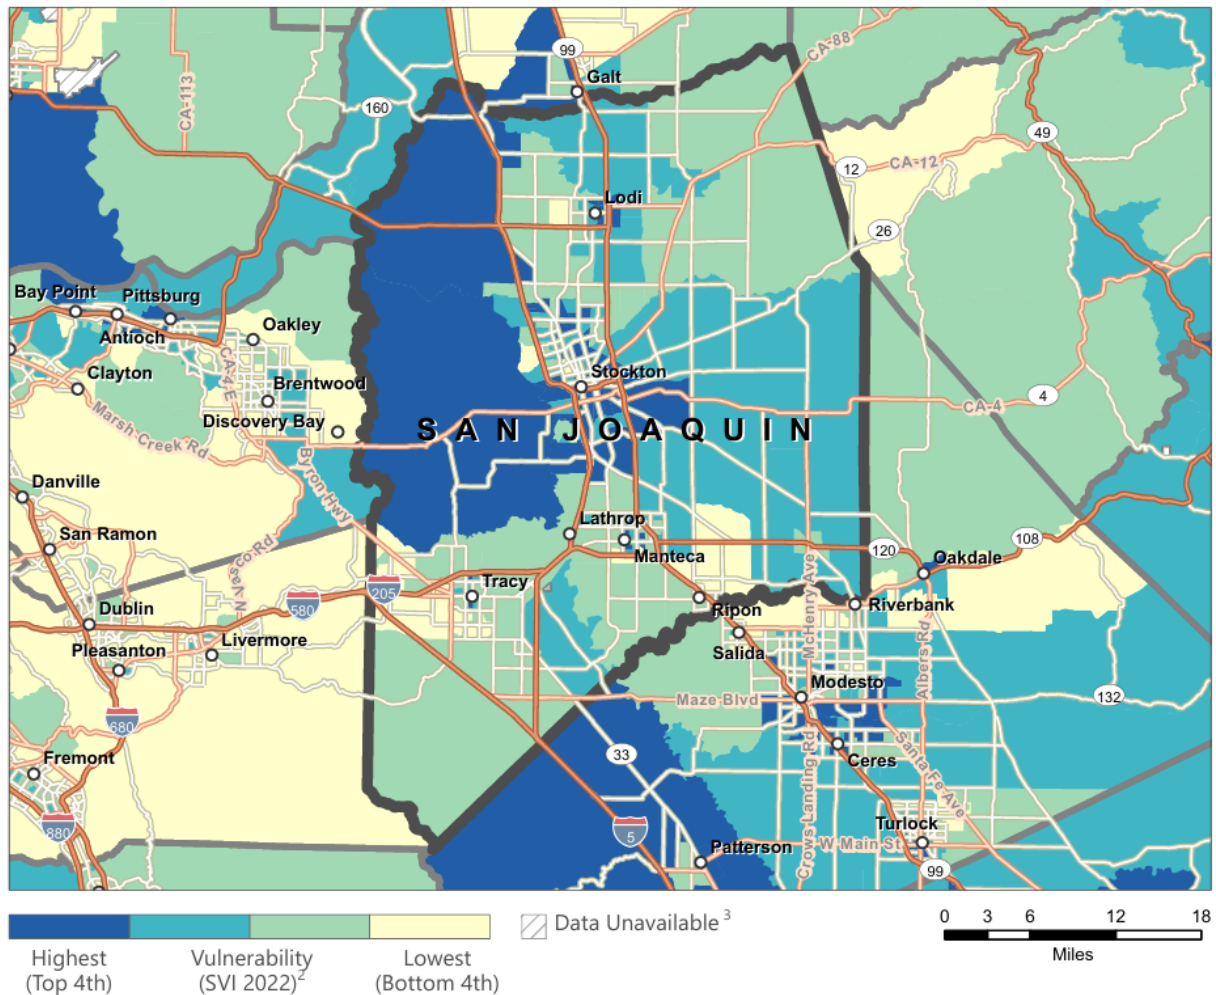 CA-88
99
Galt
CA-113
160
49
CA-12
12
Lodi
26
Bay Point
Pittsburg
Antioch
Oakley
Clayton
CA-4 E
Stockton
Brentwood
4
CA-4
Marsh Creek Rd
Discovery Bay
SAN JOAQUIN
Byron Hwy
Danville
Lathrop
San Ramon
108
120
Manteca
Oakdale
Tracy
205
580
McHenry Ave
Dublin
Ripon
Riverbank
Livermore
Pleasanton
Salida
Albers Rd
Modesto
Maze Blvd
132
680
33
Fremont
Ceres
Santa Fe Ave
Crows Landing Rd
880
5
Turlock
Patterson
W Main St
99
Data Unavailable 3
0 3 6 12 18
Miles
Highest
(Top 4th)
Vulnerability
(SVI 2022)2
Lowest
(Bottom 4th)